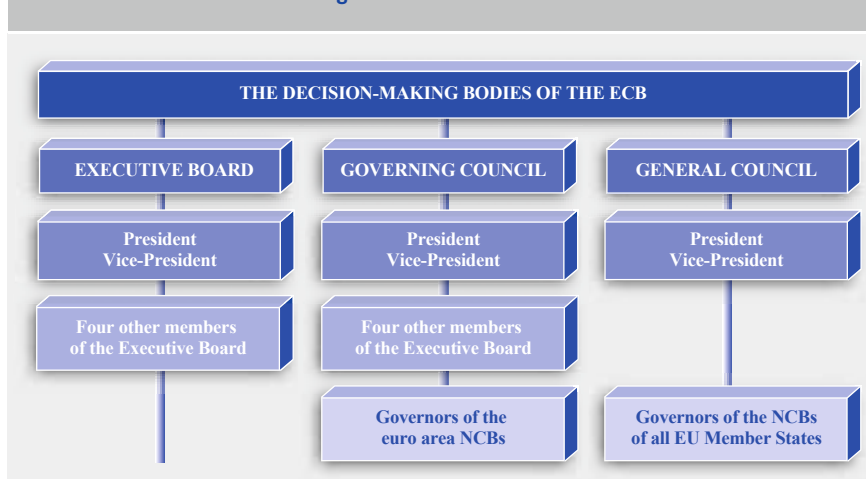 THE DECISION-MAKING BODIES OF THE ECB
EXECUTIVE BOARD
GOVERNING COUNCIL
GENERAL COUNCIL
President
Vice-President
President
Vice-President
President
Vice-President
Four other members
of the Executive Board
Four other members
of the Executive Board
Governors of the
euro area NCBs
Governors of the NCBs
of all EU Member States